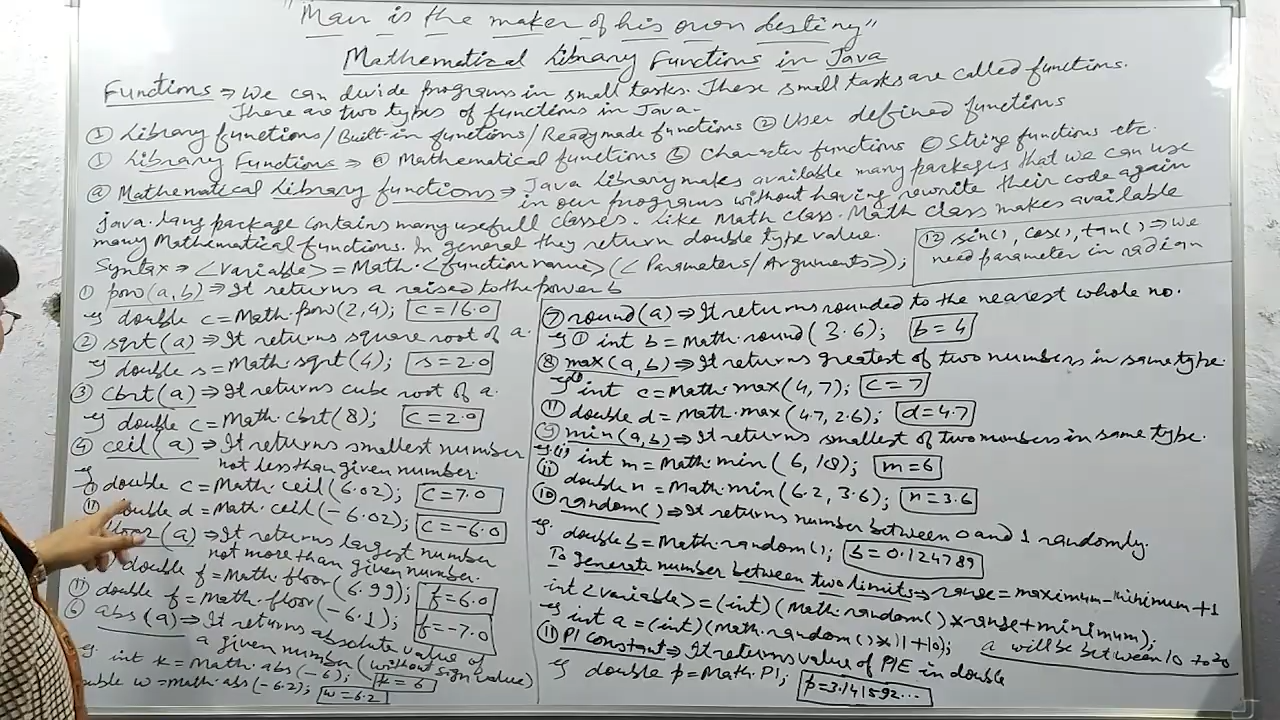 "Man is the maker of his own destiny"
Mathematical Library Functions in Java
Functions ⇒ We can divide programs in small tasks. These small tasks are called functions.
There are two types of functions in Java-
① Library functions/Built-in functions/Readymade functions ② User defined functions
① Library Functions ⇒ ⓐ Mathematical functions ⓑ Character functions ⓒ String functions etc.
ⓐ Mathematical Library functions ⇒ Java Library makes available many packages that we can use
in our programs without having rewrite their code again
java.lang package contains many usefull classes. Like Math class. Math class makes available
many Mathematical functions. In general they return double type value.
Syntax ⇒ <variable> = Math.<function name>(<Parameters/Arguments>);
⑫ sin(), cos(), tan() ⇒ We
need parameter in radian
① pow(a,b) ⇒ It returns a raised to the power b
eg double c=Math.pow(2,4); c=16.0
② sqrt(a) ⇒ It returns square root of a.
eg double s=Math.sqrt(4); s=2.0
③ cbrt(a) ⇒ It returns cube root of a.
eg double c=Math.cbrt(8); c=2.0
④ ceil(a) ⇒ It returns smallest number
not less than given number.
eg
(i) double c=Math.ceil(6.02); c=7.0
(ii) double d=Math.ceil(-6.02); c=-6.0
floor(a) ⇒ It returns largest number
not more than given number.
double f=Math.floor(6.99); f=6.0
(ii) double f=Math.floor(-6.1); f=-7.0
⑥ abs(a) ⇒ It returns absolute value of
a given number (without sign value)
eg. int k=Math.abs(-6); k=6
ouble w=Math.abs(-6.2); w=6.2
⑦ round(a) ⇒ It returns rounded to the nearest whole no.
eg ① int b=Math.round(3.6); b=4
⑧ max(a,b) ⇒ It returns greatest of two numbers in same type.
eg (i) int c=Math.max(4,7); c=7
(ii) double d=Math.max(4.7,2.6); d=4.7
⑨ min(a,b) ⇒ It returns smallest of two numbers in same type.
eg. (i) int m=Math.min(6,18); m=6
(ii) double n=Math.min(6.2,3.6); n=3.6
⑩ random() ⇒ It returns number between 0 and 1 randomly.
eg. double b=Math.random(); b=0.124789
To generate number between two limits ⇒ range=maximum-minimum+1
int <variable>=(int)(Math.random()*range+minimum);
eg int a=(int)(Math.random()*11+10); a will be between 10 to 20
⑪ PI constant ⇒ It returns value of PIE in double
eg double p=Math.PI; p=3.141592...